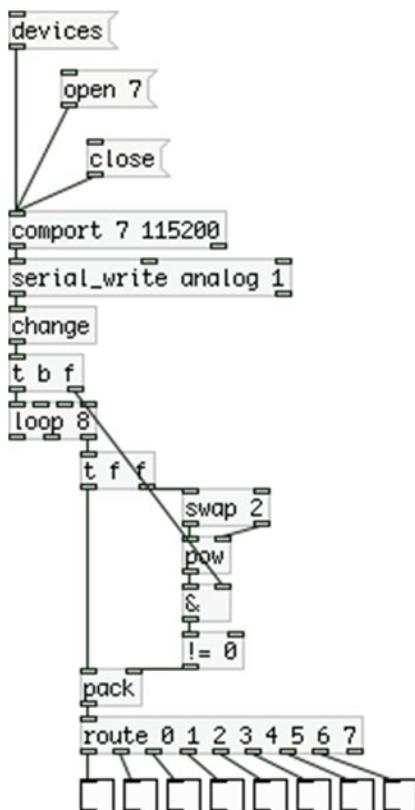 devices
open 7
close
comport 7 115200
serial_write analog 1
change
t b f
loop 8
t f f
swap 2
pow
&
!= 0
pack
route 0 1 2 3 4 5 6 7